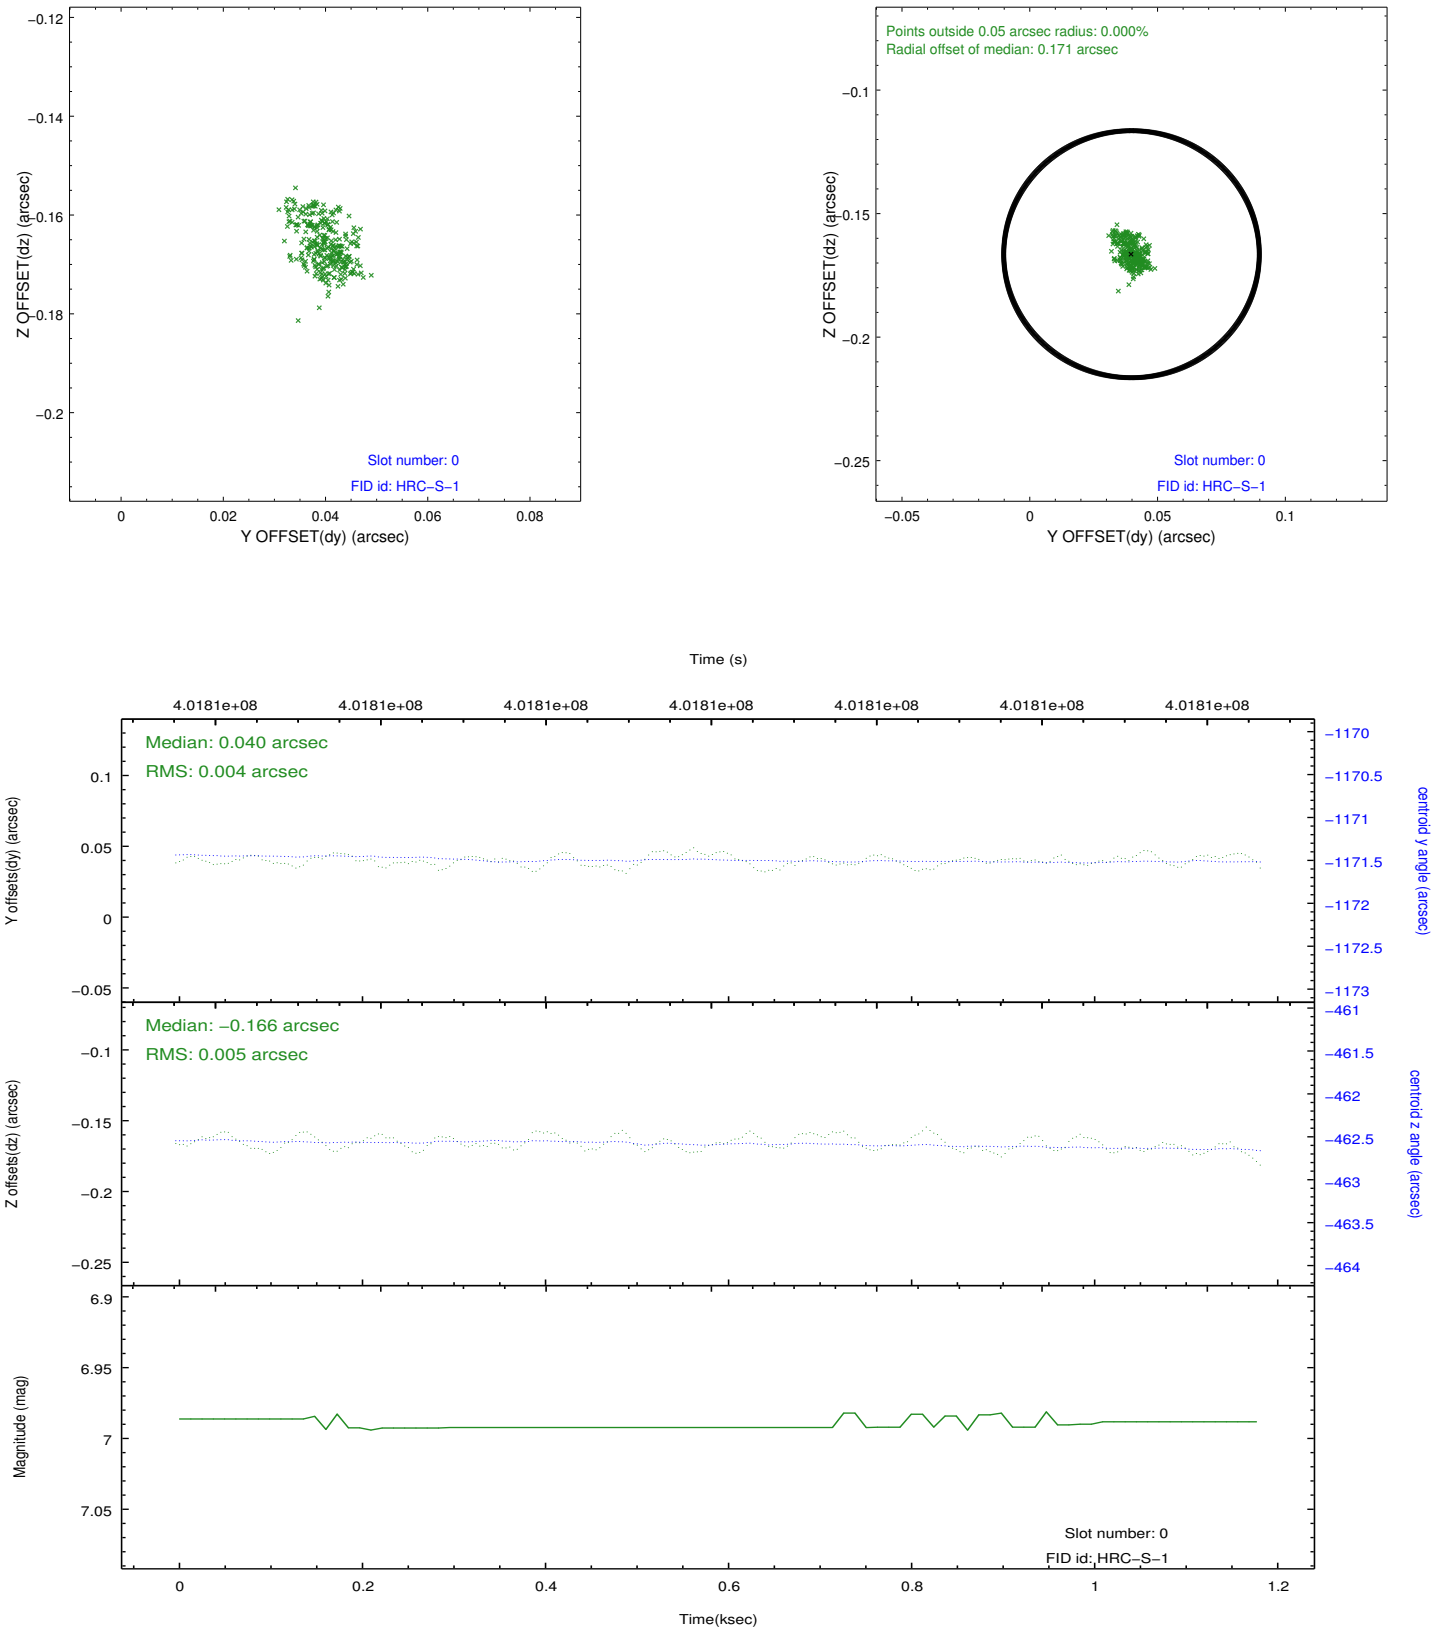 −0.12
−0.14
−0.16
−0.18
−0.2
Z OFFSET(dz) (arcsec)
Slot number: 0
FID id: HRC−S−1
0
0.02
0.04
0.06
0.08
Y OFFSET(dy) (arcsec)
Points outside 0.05 arcsec radius: 0.000%
Radial offset of median: 0.171 arcsec
−0.1
−0.15
−0.2
−0.25
Z OFFSET(dz) (arcsec)
Slot number: 0
FID id: HRC−S−1
−0.05
0
0.05
0.1
Y OFFSET(dy) (arcsec)
Time (s)
4.0181e+08
4.0181e+08
4.0181e+08
4.0181e+08
4.0181e+08
4.0181e+08
4.0181e+08
Median: 0.040 arcsec
RMS: 0.004 arcsec
0.1
0.05
0
−0.05
Y offsets(dy) (arcsec)
−1170
−1170.5
−1171
−1171.5
−1172
−1172.5
−1173
centroid y angle (arcsec)
Median: −0.166 arcsec
RMS: 0.005 arcsec
−0.1
−0.15
−0.2
−0.25
Z offsets(dz) (arcsec)
−461
−461.5
−462
−462.5
−463
−463.5
−464
centroid z angle (arcsec)
6.9
6.95
7
7.05
Magnitude (mag)
Slot number: 0
FID id: HRC−S−1
0
0.2
0.4
0.6
0.8
1
1.2
Time(ksec)